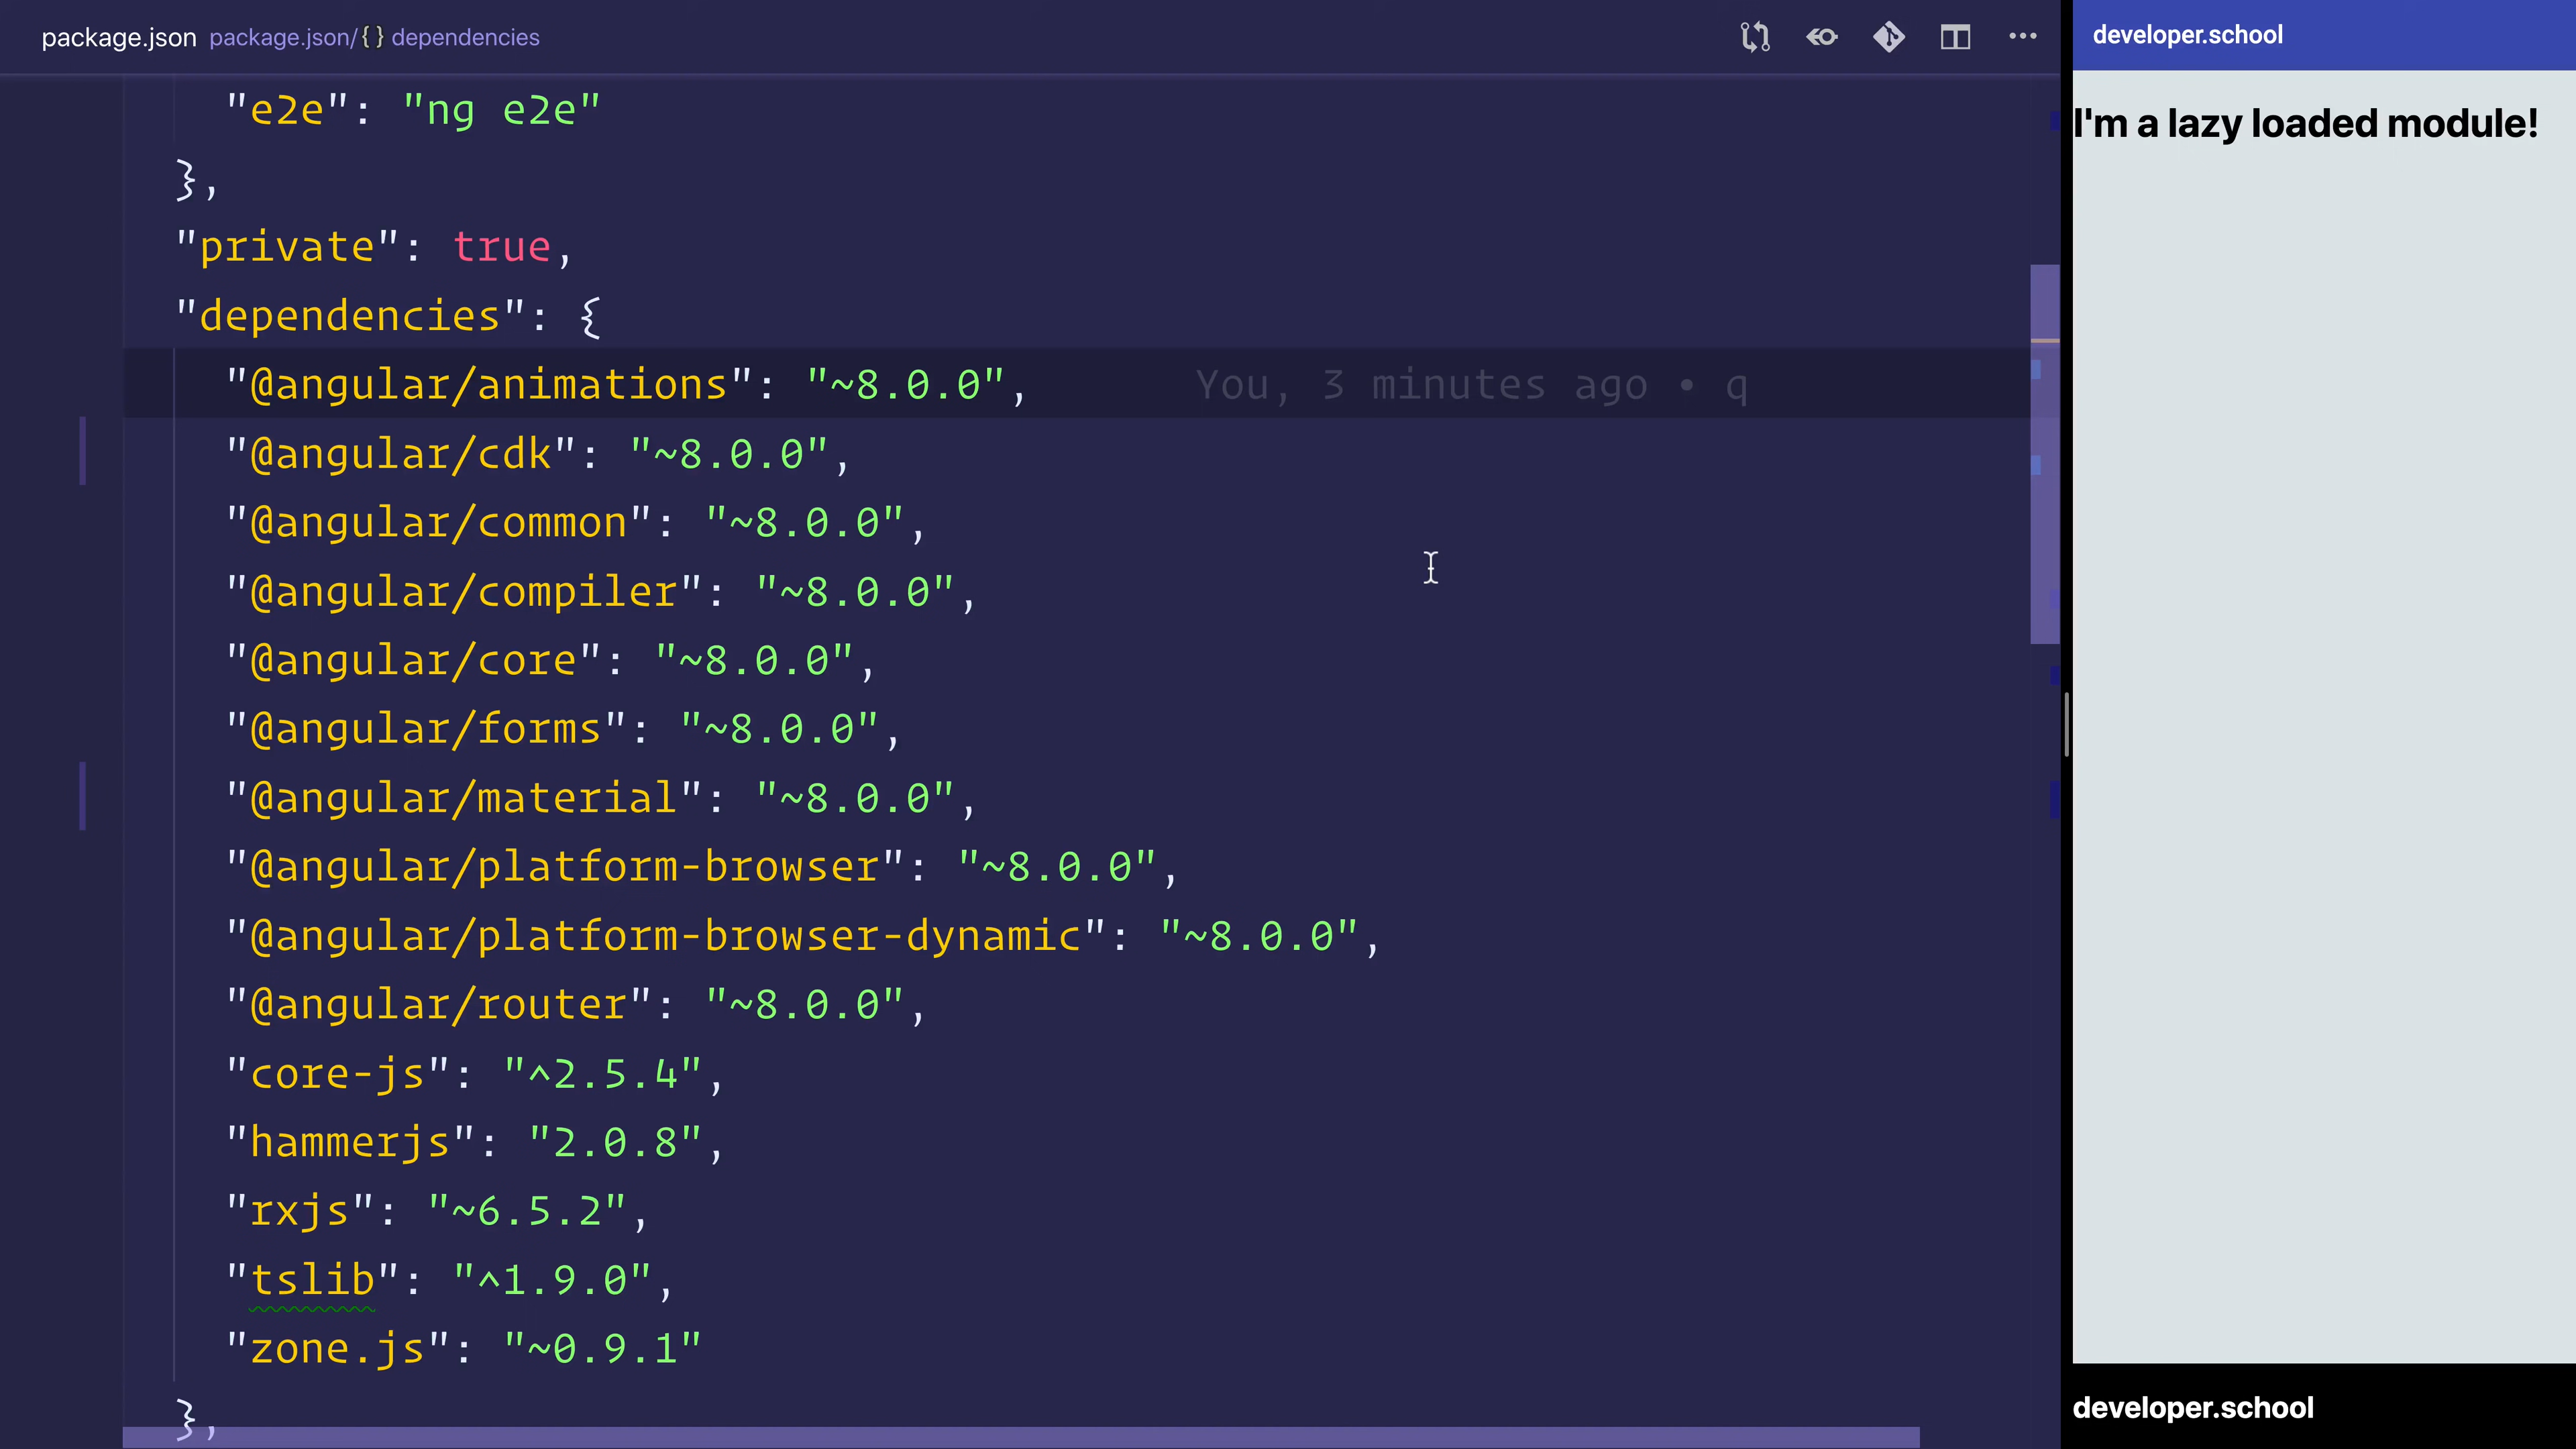 package.json package.json/{} dependencies
"e2e": "ng e2e"
},
"private": true,
"dependencies": {
"@angular/animations": "~8.0.0", You, 3 minutes ago • q
"@angular/cdk": "~8.0.0",
"@angular/common": "~8.0.0",
"@angular/compiler": "~8.0.0",
"@angular/core": "~8.0.0",
"@angular/forms": "~8.0.0",
"@angular/material": "~8.0.0",
"@angular/platform-browser": "~8.0.0",
"@angular/platform-browser-dynamic": "~8.0.0",
"@angular/router": "~8.0.0",
"core-js": "^2.5.4",
"hammerjs": "2.0.8",
"rxjs": "~6.5.2",
"tslib": "^1.9.0",
"zone.js": "~0.9.1"
},
developer.school
I'm a lazy loaded module!
developer.school